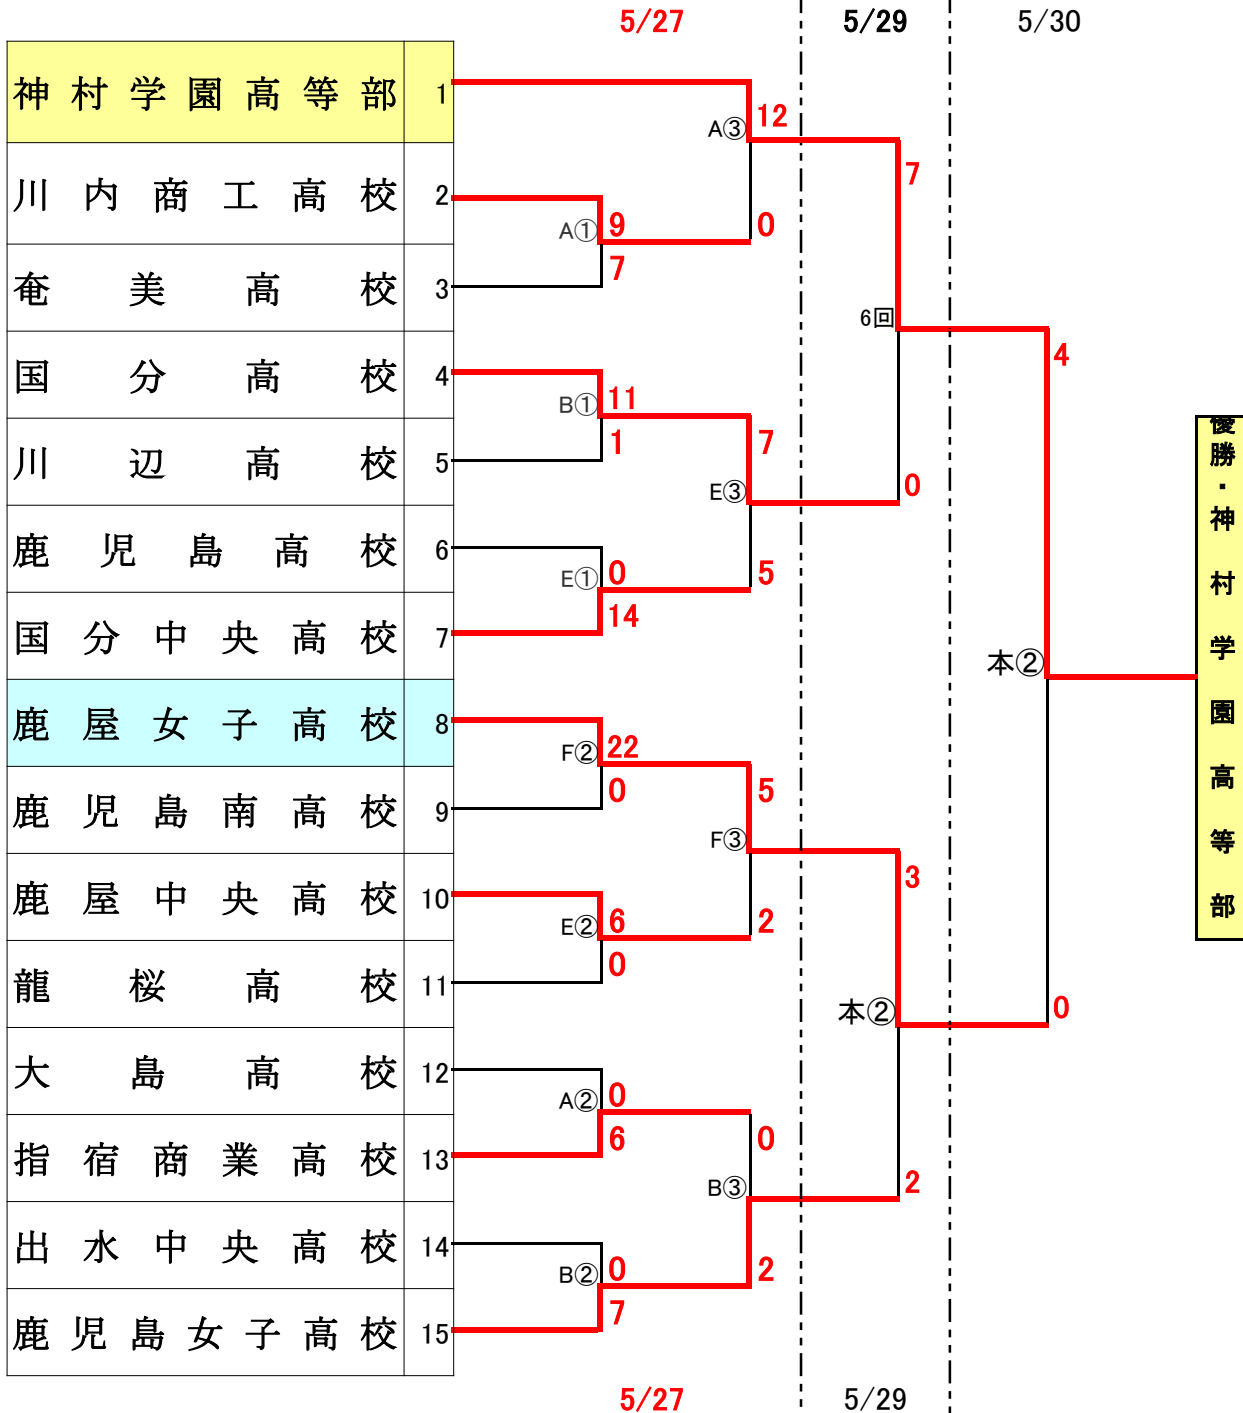 5/27 5/29 5/30
神村学園高等部 1
川内商工高校 2
奄美高校 3
国分高校 4
川辺高校 5
鹿児島高校 6
国分中央高校 7
鹿屋女子高校 8
鹿児島南高校 9
鹿屋中央高校 10
龍桜高校 11
大島高校 12
指宿商業高校 13
出水中央高校 14
鹿児島女子高校 15
A① 9
7
B① 11
1
E① 0
14
F② 22
0
E② 6
0
A② 0
6
B② 0
7
A③ 12
0
E③ 7
5
F③ 5
2
B③ 0
2
6回 7
0
本② 3
2
本② 4
0
優勝・神村学園高等部
5/27 5/29